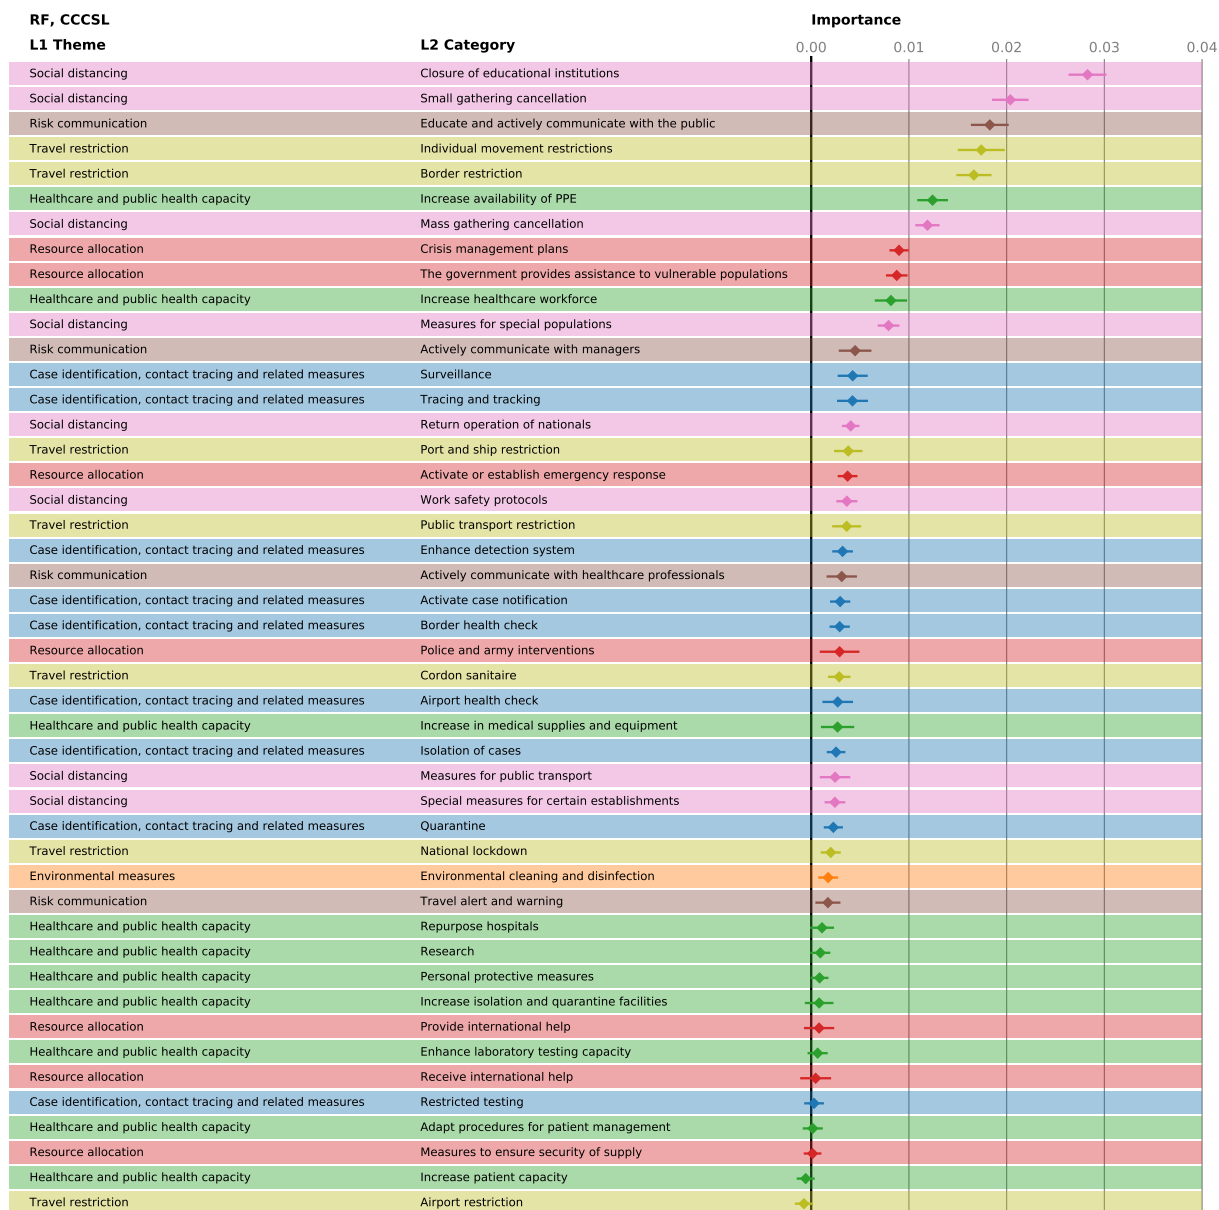 RF, CCCSL Importance
L1 Theme L2 Category 0.00 0.01 0.02 0.03 0.04
Social distancing Closure of educational institutions
Social distancing Small gathering cancellation
Risk communication Educate and actively communicate with the public
Travel restriction Individual movement restrictions
Travel restriction Border restriction
Healthcare and public health capacity Increase availability of PPE
Social distancing Mass gathering cancellation
Resource allocation Crisis management plans
Resource allocation The government provides assistance to vulnerable populations
Healthcare and public health capacity Increase healthcare workforce
Social distancing Measures for special populations
Risk communication Actively communicate with managers
Case identification, contact tracing and related measures Surveillance
Case identification, contact tracing and related measures Tracing and tracking
Social distancing Return operation of nationals
Travel restriction Port and ship restriction
Resource allocation Activate or establish emergency response
Social distancing Work safety protocols
Travel restriction Public transport restriction
Case identification, contact tracing and related measures Enhance detection system
Risk communication Actively communicate with healthcare professionals
Case identification, contact tracing and related measures Activate case notification
Case identification, contact tracing and related measures Border health check
Resource allocation Police and army interventions
Travel restriction Cordon sanitaire
Case identification, contact tracing and related measures Airport health check
Healthcare and public health capacity Increase in medical supplies and equipment
Case identification, contact tracing and related measures Isolation of cases
Social distancing Measures for public transport
Social distancing Special measures for certain establishments
Case identification, contact tracing and related measures Quarantine
Travel restriction National lockdown
Environmental measures Environmental cleaning and disinfection
Risk communication Travel alert and warning
Healthcare and public health capacity Repurpose hospitals
Healthcare and public health capacity Research
Healthcare and public health capacity Personal protective measures
Healthcare and public health capacity Increase isolation and quarantine facilities
Resource allocation Provide international help
Healthcare and public health capacity Enhance laboratory testing capacity
Resource allocation Receive international help
Case identification, contact tracing and related measures Restricted testing
Healthcare and public health capacity Adapt procedures for patient management
Resource allocation Measures to ensure security of supply
Healthcare and public health capacity Increase patient capacity
Travel restriction Airport restriction